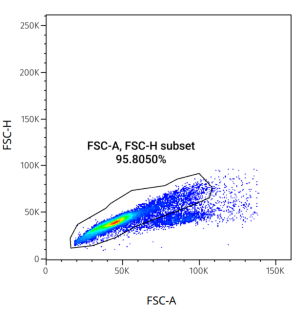 250K
200K
150K
FSC-H
FSC-A, FSC-H subset
95.8050%
100K
50K
0
0 50K 100K 150K
FSC-A